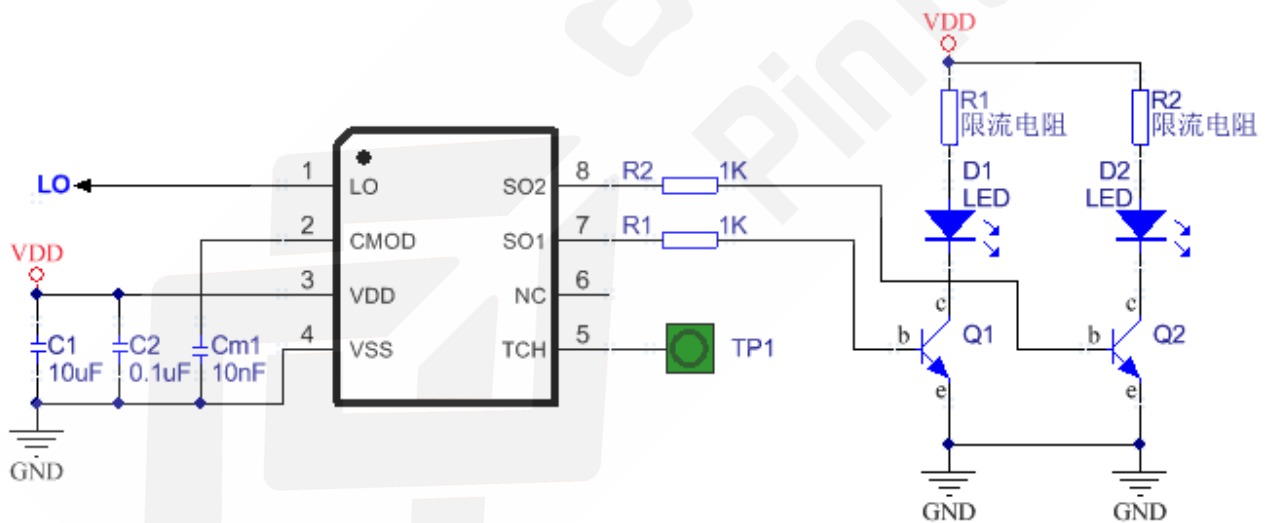 VDD
R1
限流电阻
R2
限流电阻
D1
LED
D2
LED
LO
1
LO
SO2
8
R2
1K
2
CMOD
SO1
7
R1
1K
VDD
3
VDD
NC
6
4
VSS
TCH
5
TP1
C1
10uF
C2
0.1uF
Cm1
10nF
GND
c
b
Q1
e
c
b
Q2
e
GND
GND